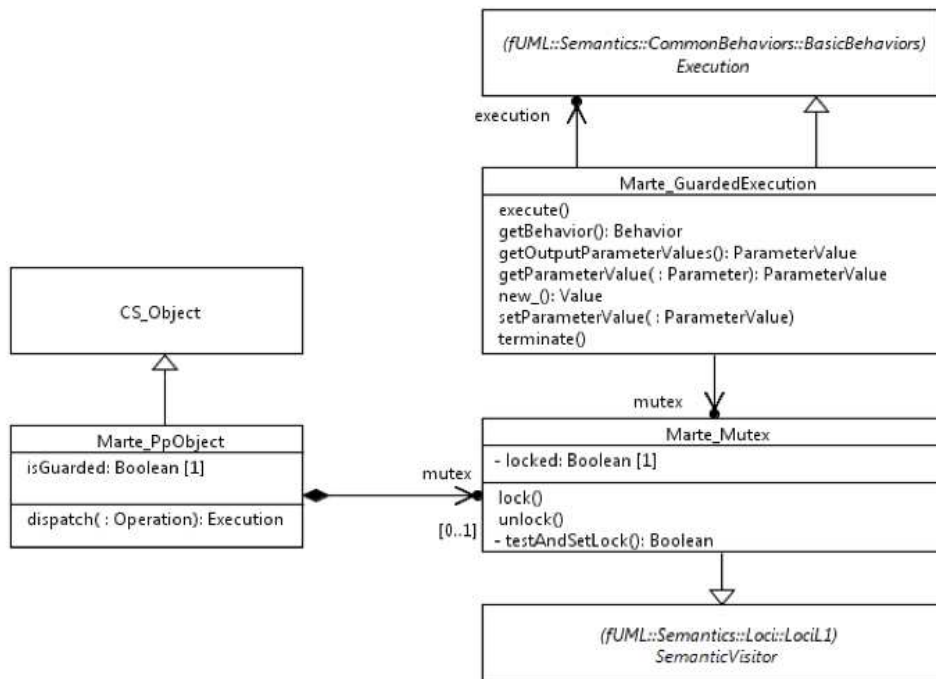 (fUML::Semantics::CommonBehaviors::BasicBehaviors)
Execution
execution
Marte_GuardedExecution
execute()
getBehavior(): Behavior
getOutputParameterValues(): ParameterValue
getParameterValue( : Parameter): ParameterValue
new_(): Value
setParameterValue( : ParameterValue)
terminate()
CS_Object
mutex
Marte_PpObject
isGuarded: Boolean [1]
dispatch( : Operation): Execution
mutex
[0..1]
Marte_Mutex
- locked: Boolean [1]
lock()
unlock()
- testAndSetLock(): Boolean
(fUML::Semantics::Loci::LociL1)
SemanticVisitor